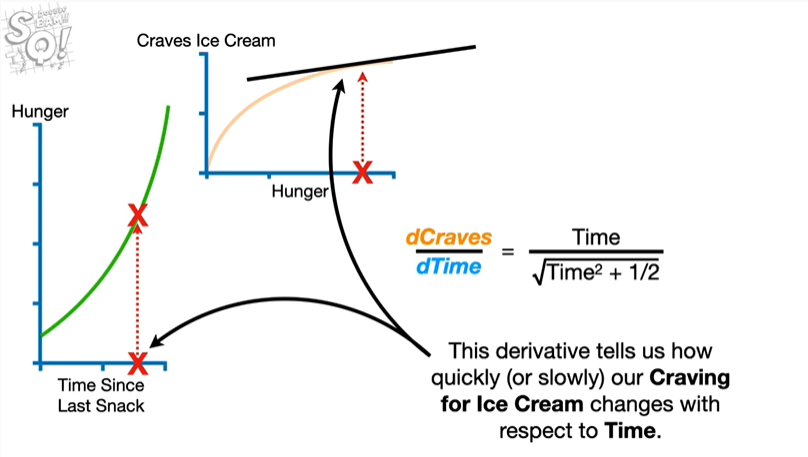 SQ!
Craves Ice Cream
Hunger
Hunger
Time Since
Last Snack
dCraves
dTime
=
Time
√Time² + 1/2
This derivative tells us how
quickly (or slowly) our Craving
for Ice Cream changes with
respect to Time.